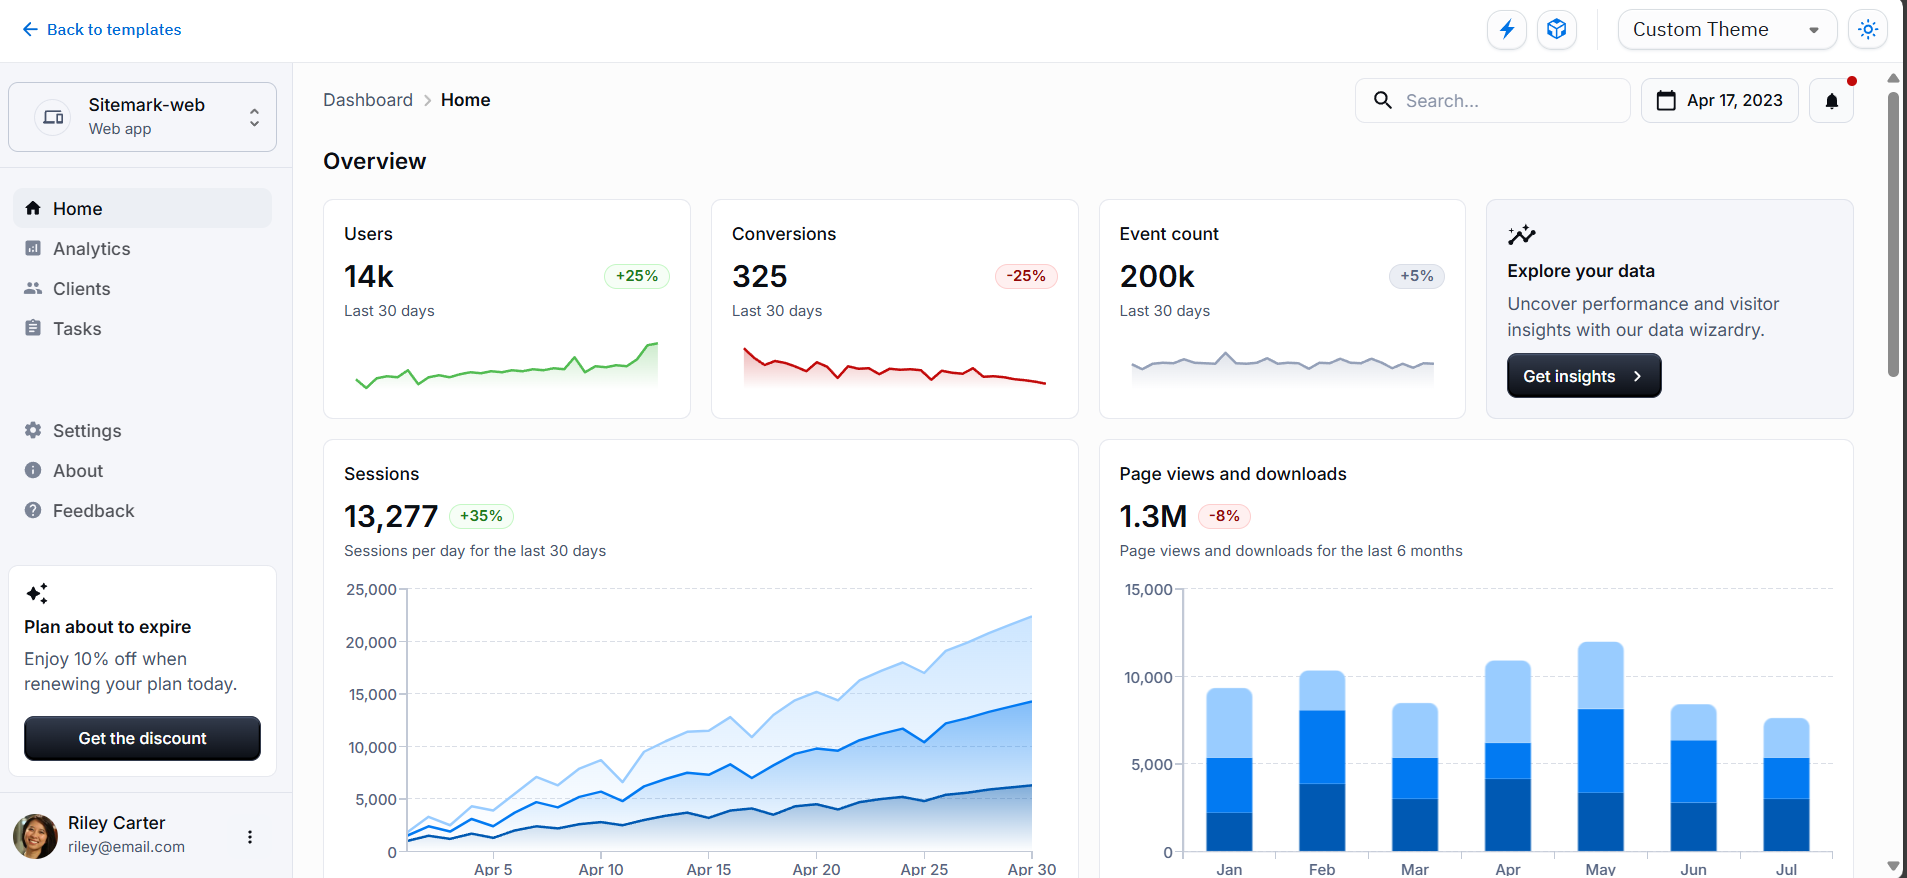 Back to templates
Custom Theme
Sitemark-web
Web app
Home
Analytics
Clients
Tasks
Settings
About
Feedback
Plan about to expire
Enjoy 10% off when
renewing your plan today.
Get the discount
Riley Carter
riley@email.com
Dashboard
Home
Search...
Apr 17, 2023
Overview
Users
14k
+25%
Last 30 days
Conversions
325
-25%
Last 30 days
Event count
200k
+5%
Last 30 days
Explore your data
Uncover performance and visitor
insights with our data wizardry.
Get insights
Sessions
13,277
+35%
Sessions per day for the last 30 days
25,000
20,000
15,000
10,000
5,000
0
Apr 5
Apr 10
Apr 15
Apr 20
Apr 25
Apr 30
Page views and downloads
1.3M
-8%
Page views and downloads for the last 6 months
15,000
10,000
5,000
0
Jan
Feb
Mar
Apr
May
Jun
Jul